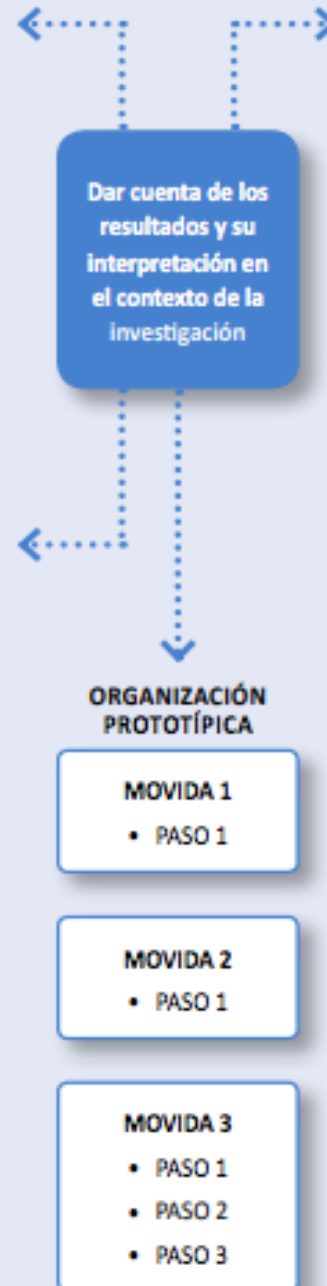 Dar cuenta de los
resultados y su
interpretación en
el contexto de la
investigación
ORGANIZACIÓN
PROTOTÍPICA
MOVIDA 1
• PASO 1
MOVIDA 2
• PASO 1
MOVIDA 3
• PASO 1
• PASO 2
• PASO 3